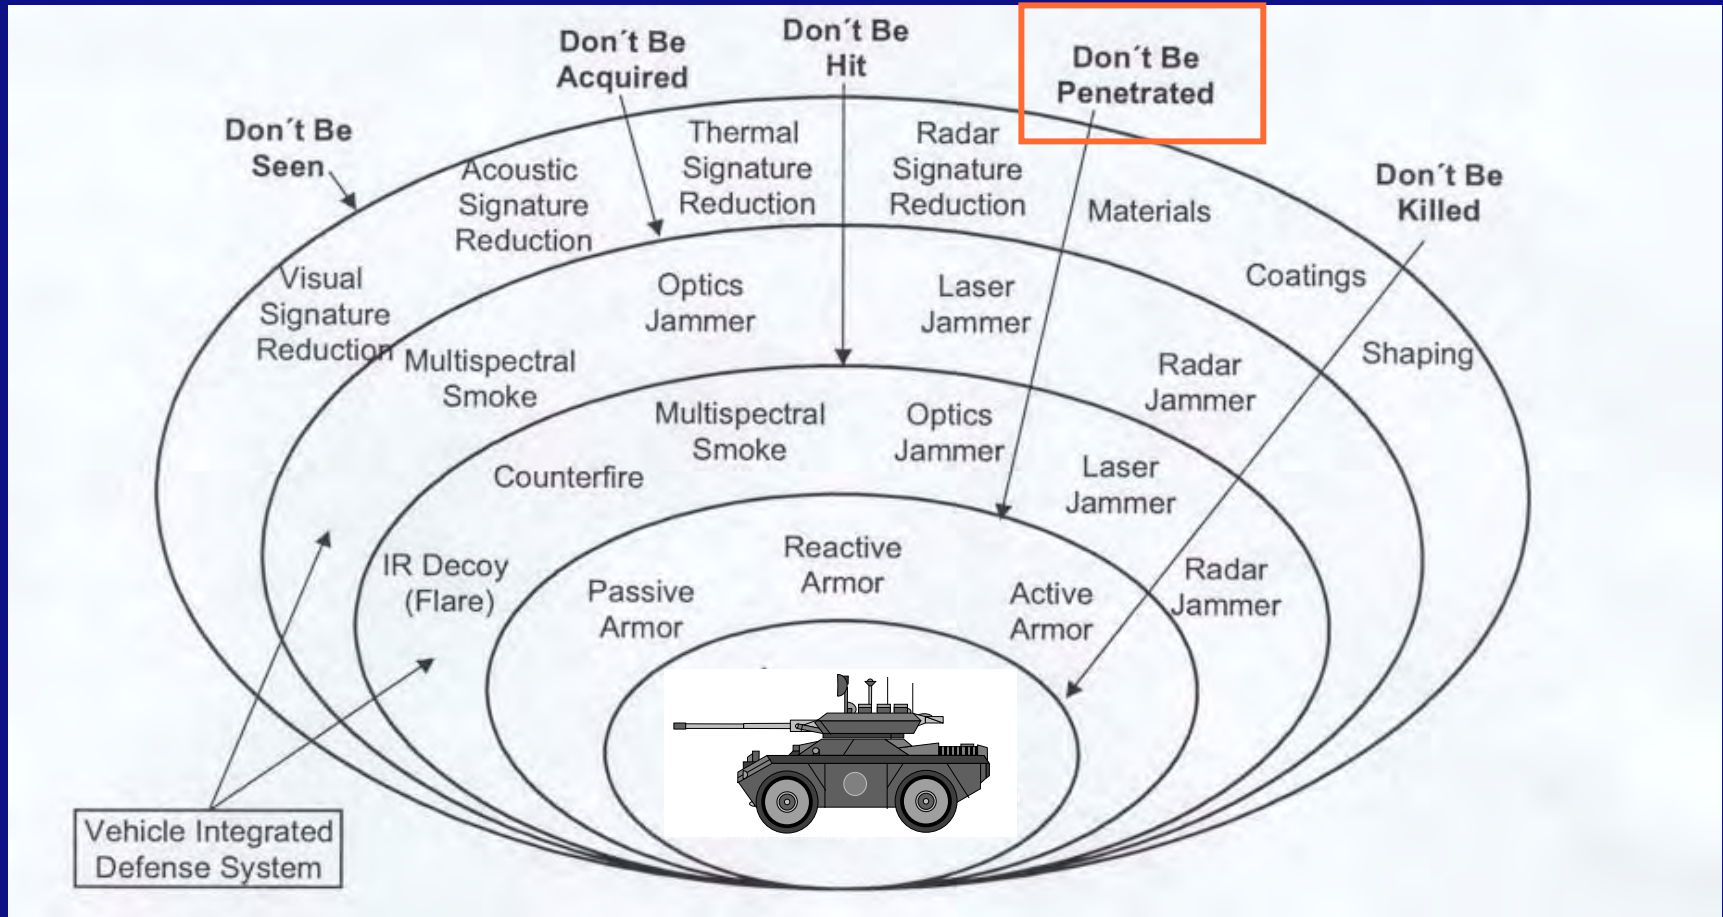 Don´t Be
Seen
Don´t Be
Acquired
Don´t Be
Hit
Don´t Be
Penetrated
Don´t Be
Killed
Visual
Signature
Reduction
Acoustic
Signature
Reduction
Thermal
Signature
Reduction
Radar
Signature
Reduction
Materials
Coatings
Shaping
Multispectral
Smoke
Optics
Jammer
Laser
Jammer
Radar
Jammer
IR Decoy
(Flare)
Counterfire
Multispectral
Smoke
Optics
Jammer
Laser
Jammer
Radar
Jammer
Passive
Armor
Reactive
Armor
Active
Armor
Vehicle Integrated
Defense System